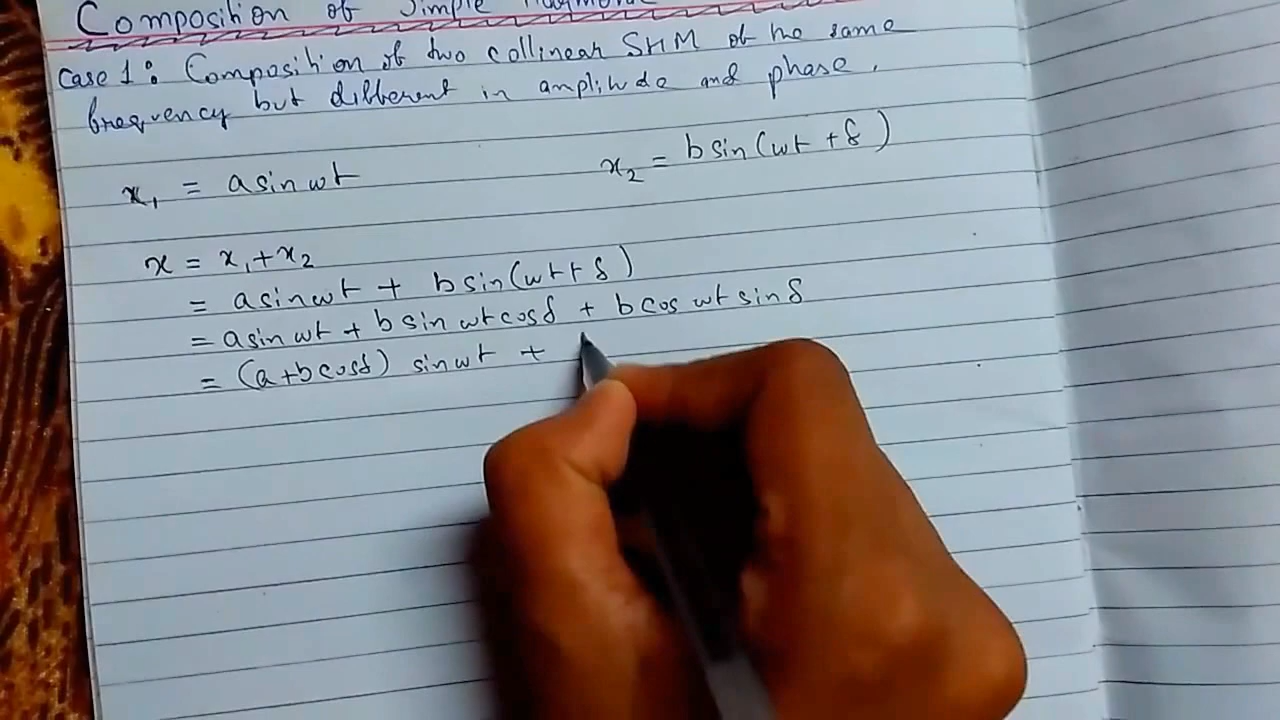 Composition of Simple
Case 1: Composition of two collinear SHM of the same
frequency but different in amplitude and phase.
x₁ = a sin ωt
x₂ = b sin(ωt + δ)
x = x₁ + x₂
= a sin ωt + b sin(ωt + δ)
= a sin ωt + b sin ωt cos δ + b cos ωt sin δ
= (a + b cos δ) sin ωt +